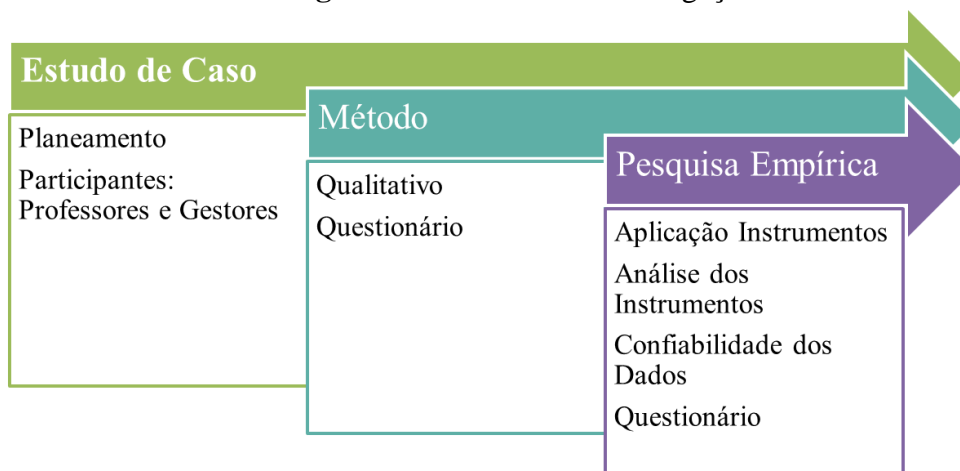 Estudo de Caso
Planeamento
Participantes:
Professores e Gestores
Método
Qualitativo
Questionário
Pesquisa Empírica
Aplicação Instrumentos
Análise dos
Instrumentos
Confiabilidade dos
Dados
Questionário